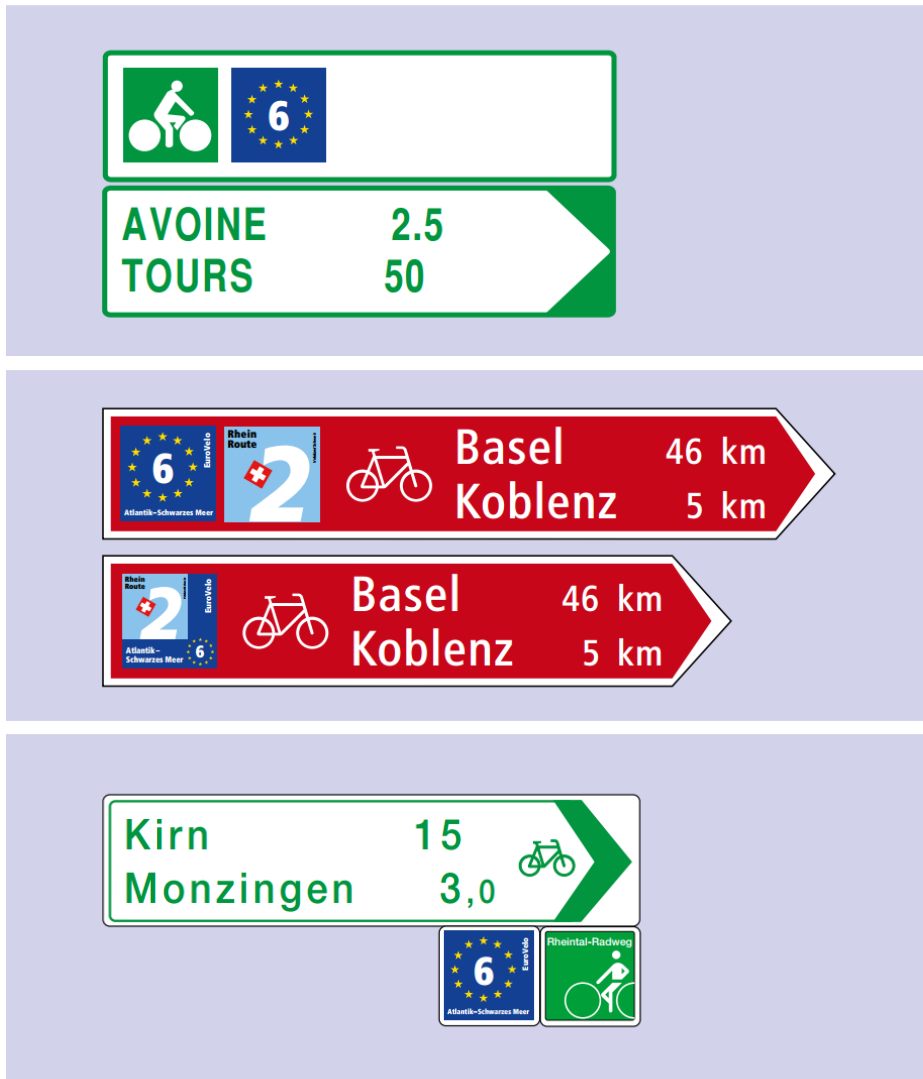 6
AVOINE 2.5
TOURS 50
6
EuroVelo
Atlantik–Schwarzes Meer
Rhein
Route
2
Basel 46 km
Koblenz 5 km
Rhein
Route
2
EuroVelo
Atlantik–
Schwarzes Meer
6
Basel 46 km
Koblenz 5 km
Kirn 15
Monzingen 3,0
6
EuroVelo
Atlantik–Schwarzes Meer
Rheintal-Radweg